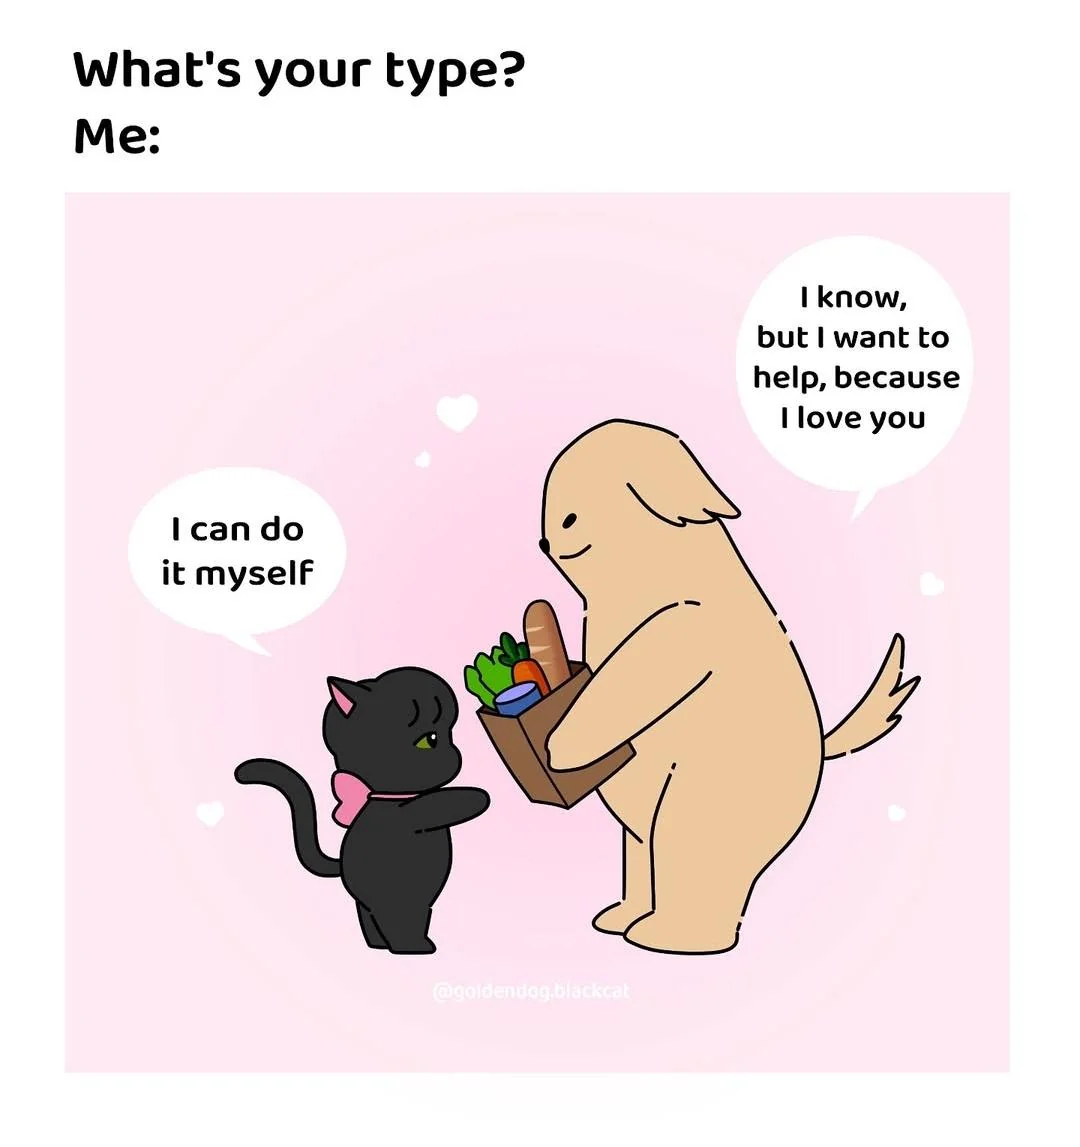 What's your type?
Me:
I know,
but I want to
help, because
I love you
I can do
it myself
@goldendog.blackcat